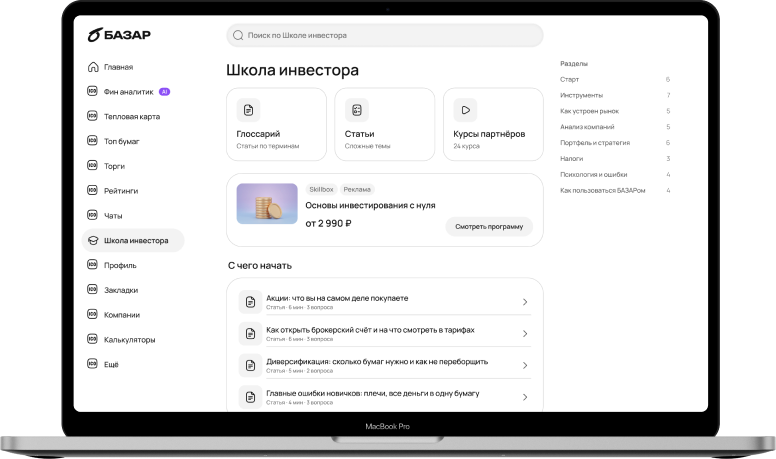 БАЗАР
Поиск по Школе инвестора
Главная
Фин аналитик AI
Тепловая карта
Топ бумаг
Торги
Рейтинги
Чаты
Школа инвестора
Профиль
Закладки
Компании
Калькуляторы
Ещё
Школа инвестора
Глоссарий
Статьи по терминам
Статьи
Сложные темы
Курсы партнёров
24 курса
Skillbox Реклама
Основы инвестирования с нуля
от 2 990 ₽
Смотреть программу
С чего начать
Акции: что вы на самом деле покупаете
Статья · 6 мин · 3 вопроса
Как открыть брокерский счёт и на что смотреть в тарифах
Статья · 6 мин · 3 вопроса
Диверсификация: сколько бумаг нужно и как не переборщить
Статья · 5 мин · 2 вопроса
Главные ошибки новичков: плечи, все деньги в одну бумагу
Статья · 4 мин · 3 вопроса
Разделы
Старт 6
Инструменты 7
Как устроен рынок 5
Анализ компаний 5
Портфель и стратегия 6
Налоги 3
Психология и ошибки 4
Как пользоваться БАЗАРом 4
MacBook Pro